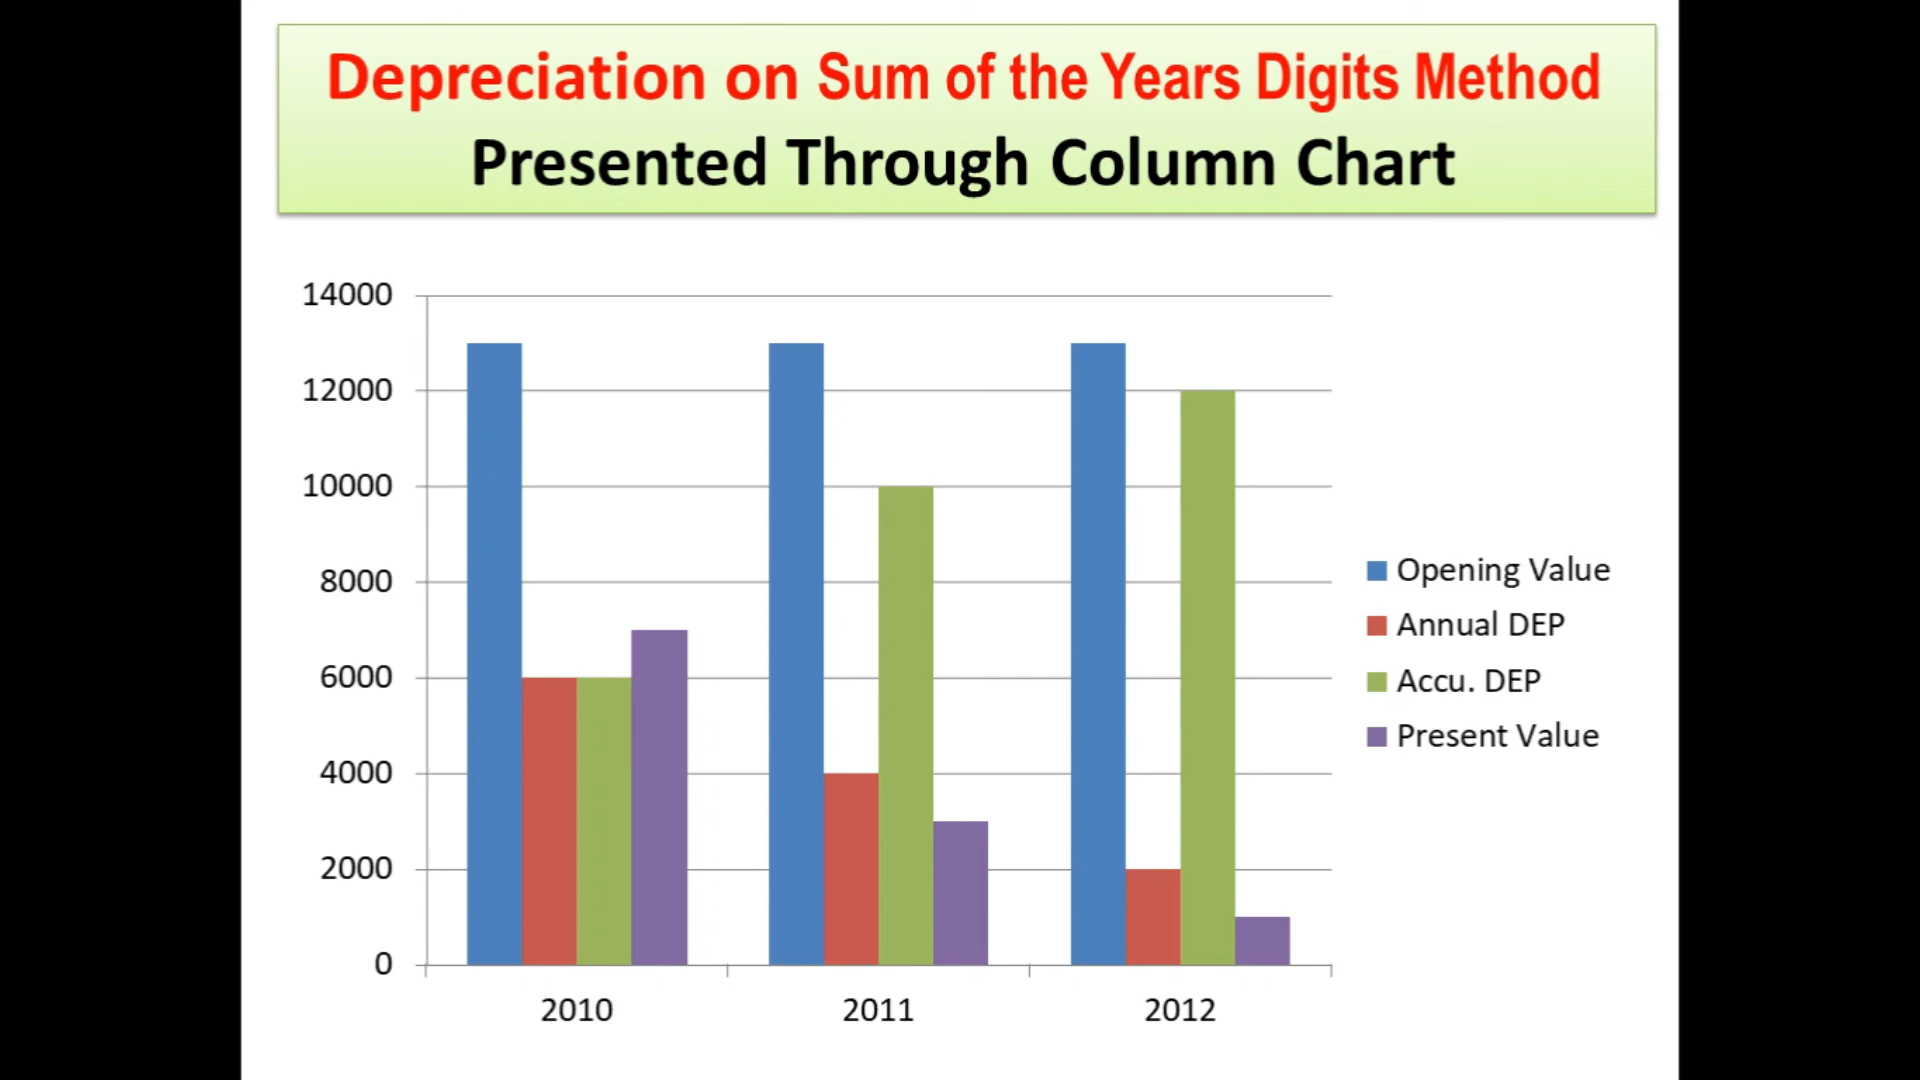 Depreciation on Sum of the Years Digits Method
Presented Through Column Chart
14000
12000
10000
8000
6000
4000
2000
0
2010
2011
2012
Opening Value
Annual DEP
Accu. DEP
Present Value